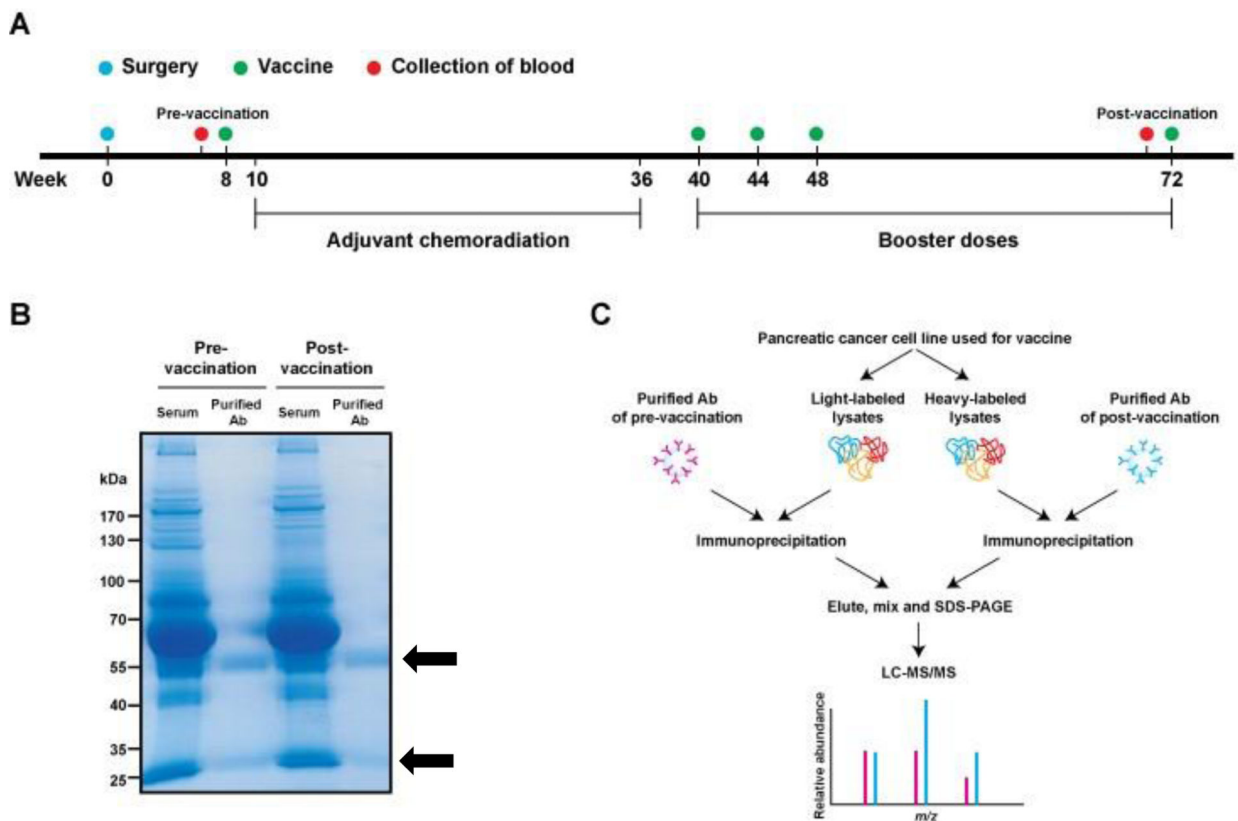 A
Surgery Vaccine Collection of blood
Pre-vaccination Post-vaccination
Week 0 8 10 36 40 44 48 72
Adjuvant chemoradiation Booster doses
B
Pre-
vaccination
Post-
vaccination
Serum Purified
Ab
Serum Purified
Ab
kDa
170
130
100
70
55
40
35
25
C
Pancreatic cancer cell line used for vaccine
Purified Ab
of pre-vaccination
Light-labeled
lysates
Heavy-labeled
lysates
Purified Ab
of post-vaccination
Immunoprecipitation Immunoprecipitation
Elute, mix and SDS-PAGE
LC-MS/MS
Relative abundance
m/z